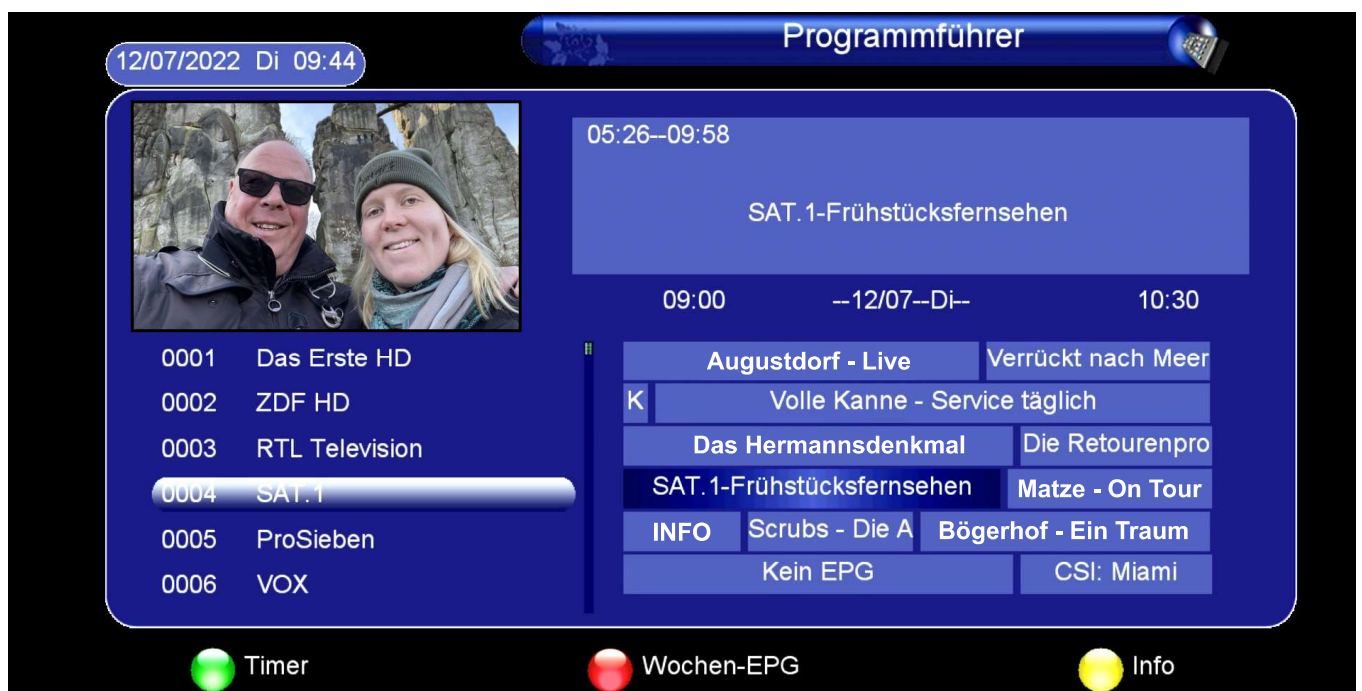 Programmführer
12/07/2022 Di 09:44
05:26--09:58
SAT.1-Frühstücksfernsehen
09:00 --12/07--Di-- 10:30
0001 Das Erste HD Augustdorf - Live Verrückt nach Meer
0002 ZDF HD K Volle Kanne - Service täglich
0003 RTL Television Das Hermannsdenkmal Die Retourenpro
0004 SAT.1 SAT.1-Frühstücksfernsehen Matze - On Tour
0005 ProSieben INFO Scrubs - Die A Bögerhof - Ein Traum
0006 VOX Kein EPG CSI: Miami
Timer Wochen-EPG Info